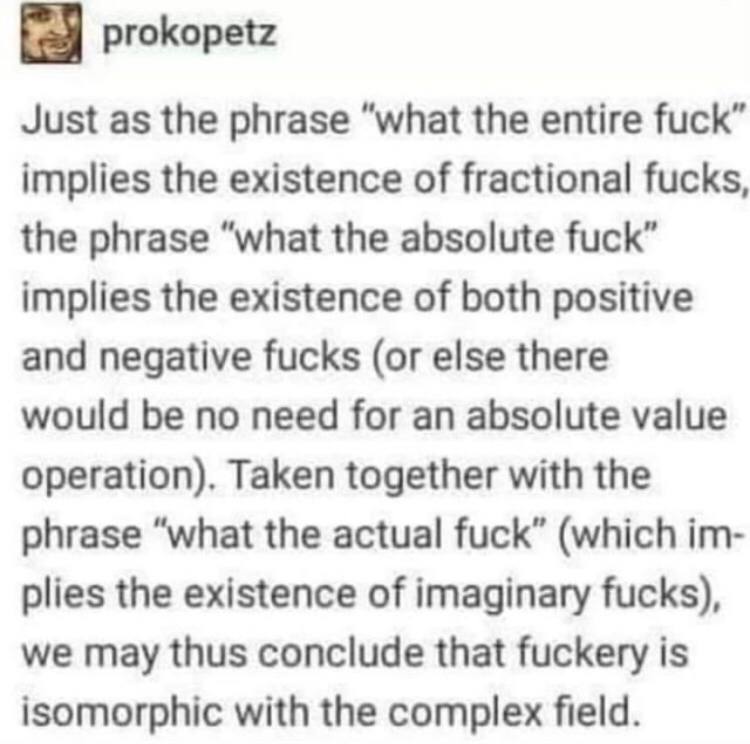 prokopetz
Just as the phrase "what the entire fuck"
implies the existence of fractional fucks,
the phrase "what the absolute fuck"
implies the existence of both positive
and negative fucks (or else there
would be no need for an absolute value
operation). Taken together with the
phrase "what the actual fuck" (which im-
plies the existence of imaginary fucks),
we may thus conclude that fuckery is
isomorphic with the complex field.